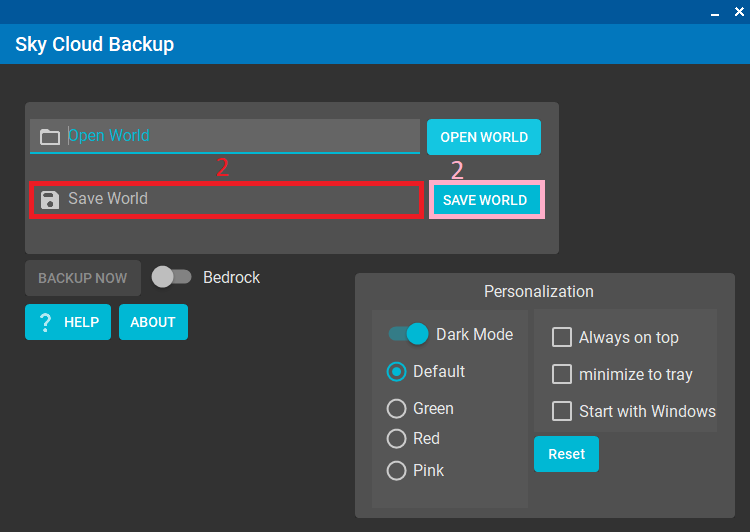 Sky Cloud Backup
Open World
OPEN WORLD
2
2
Save World
SAVE WORLD
BACKUP NOW
Bedrock
? HELP
ABOUT
Personalization
Dark Mode
Default
Green
Red
Pink
Always on top
minimize to tray
Start with Windows
Reset